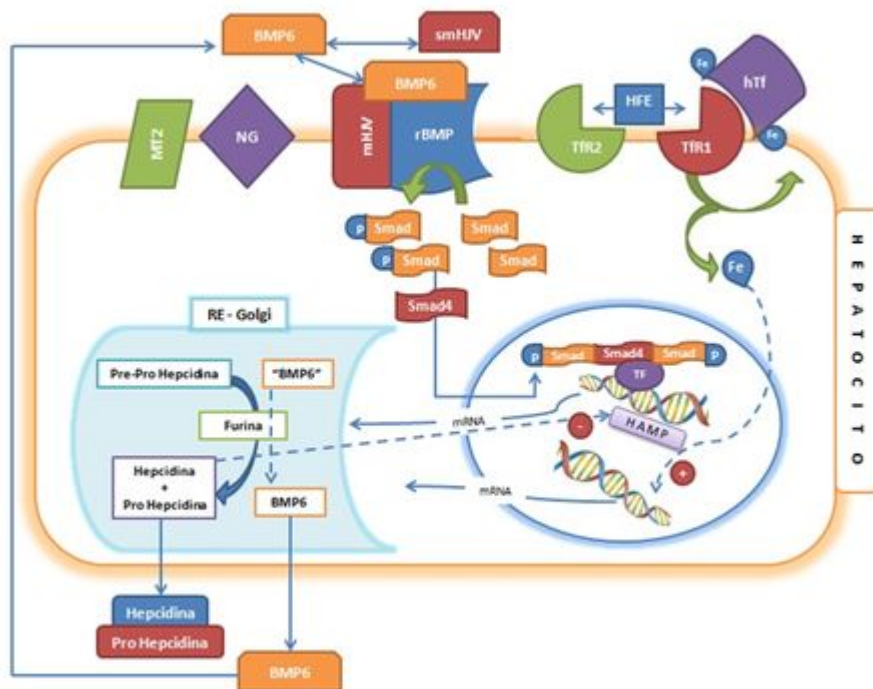 BMP6
smHJV
BMP6
Fe
hTf
HFE
MT2
NG
mHJV
rBMP
TfR2
TfR1
Fe
P
Smad
Smad
P
Smad
Smad
Fe
Smad4
RE - Golgi
P
Smad
Smad4
Smad
P
TF
Pre-Pro Hepcidina
"BMP6"
Furina
mRNA
-
HAMP
+
Hepcidina
+
Pro Hepcidina
BMP6
mRNA
HEPATOCITO
Hepcidina
Pro Hepcidina
BMP6